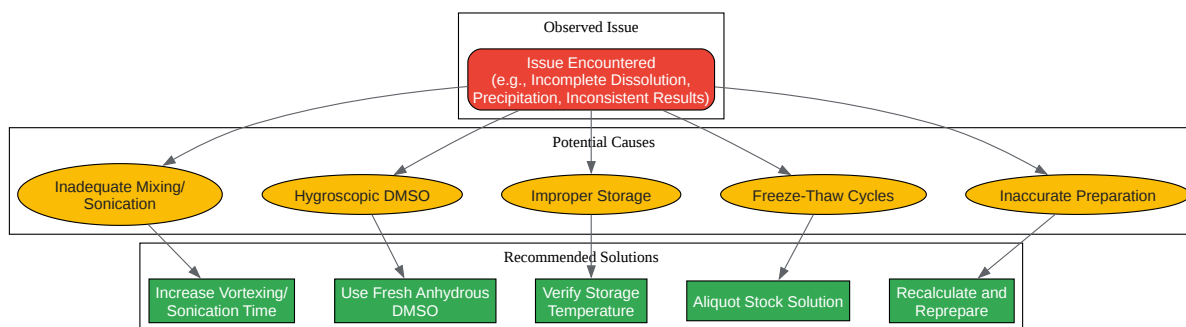 Observed Issue
Issue Encountered
(e.g., Incomplete Dissolution,
Precipitation, Inconsistent Results)
Potential Causes
Inadequate Mixing/
Sonication
Hygroscopic DMSO
Improper Storage
Freeze-Thaw Cycles
Inaccurate Preparation
Recommended Solutions
Increase Vortexing/
Sonication Time
Use Fresh Anhydrous
DMSO
Verify Storage
Temperature
Aliquot Stock Solution
Recalculate and
Reprepare